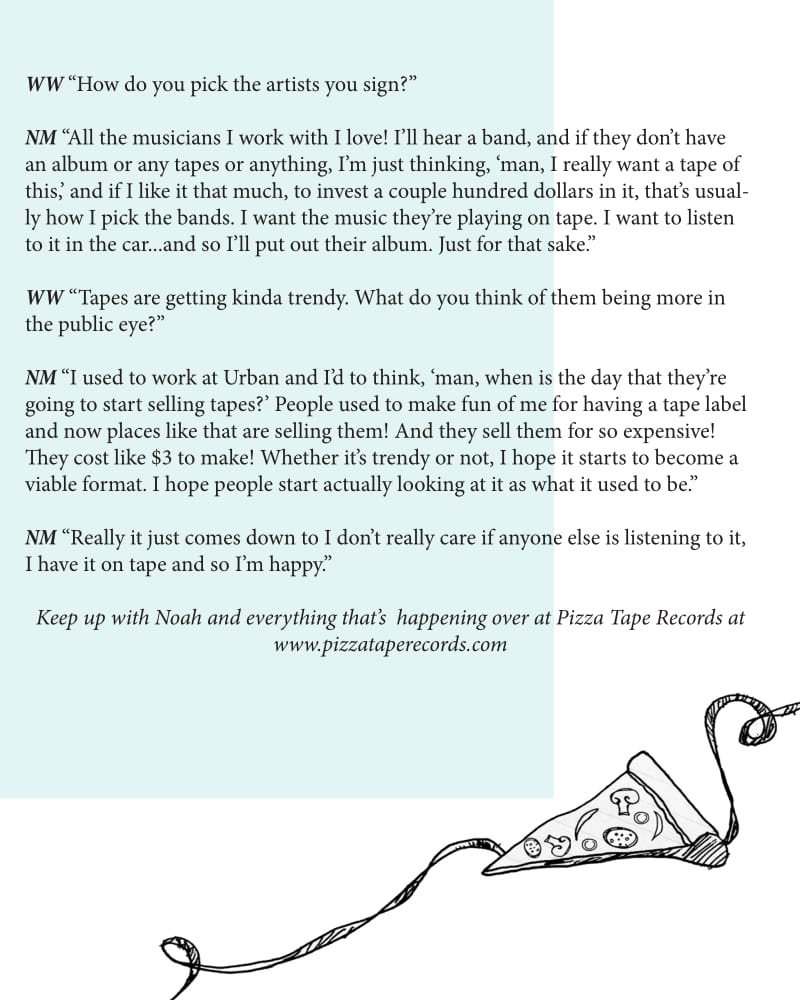 WW “How do you pick the artists you sign?”
NM “All the musicians I work with I love! I’ll hear a band, and if they don’t have
an album or any tapes or anything, I’m just thinking, ‘man, I really want a tape of
this,’ and if I like it that much, to invest a couple hundred dollars in it, that’s usual-
ly how I pick the bands. I want the music they’re playing on tape. I want to listen
to it in the car...and so I’ll put out their album. Just for that sake.”
WW “Tapes are getting kinda trendy. What do you think of them being more in
the public eye?”
NM “I used to work at Urban and I’d to think, ‘man, when is the day that they’re
going to start selling tapes?’ People used to make fun of me for having a tape label
and now places like that are selling them! And they sell them for so expensive!
They cost like $3 to make! Whether it’s trendy or not, I hope it starts to become a
viable format. I hope people start actually looking at it as what it used to be.”
NM “Really it just comes down to I don’t really care if anyone else is listening to it,
I have it on tape and so I’m happy.”
Keep up with Noah and everything that’s  happening over at Pizza Tape Records at
www.pizzataperecords.com